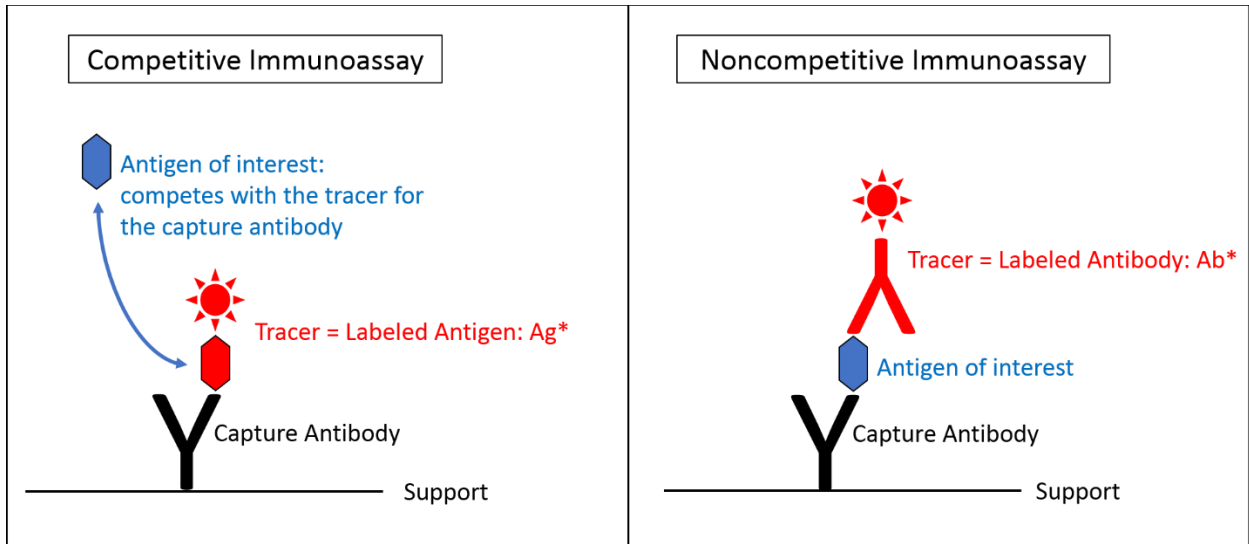 Competitive Immunoassay
Antigen of interest:
competes with the tracer for
the capture antibody
Tracer = Labeled Antigen: Ag*
Capture Antibody
Support
Noncompetitive Immunoassay
Tracer = Labeled Antibody: Ab*
Antigen of interest
Capture Antibody
Support